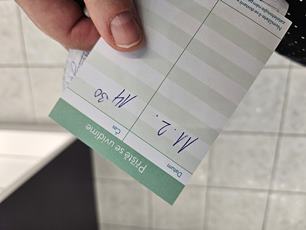 Příště se uvidíme
Datum Čas
11. 2. 14 30